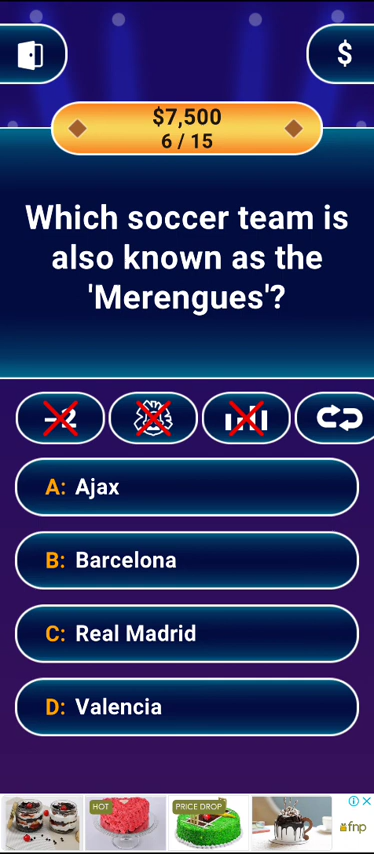 $
$7,500
6 / 15
Which soccer team is
also known as the
'Merengues'?
-2
A: Ajax
B: Barcelona
C: Real Madrid
D: Valencia
HOT
PRICE DROP
fnp